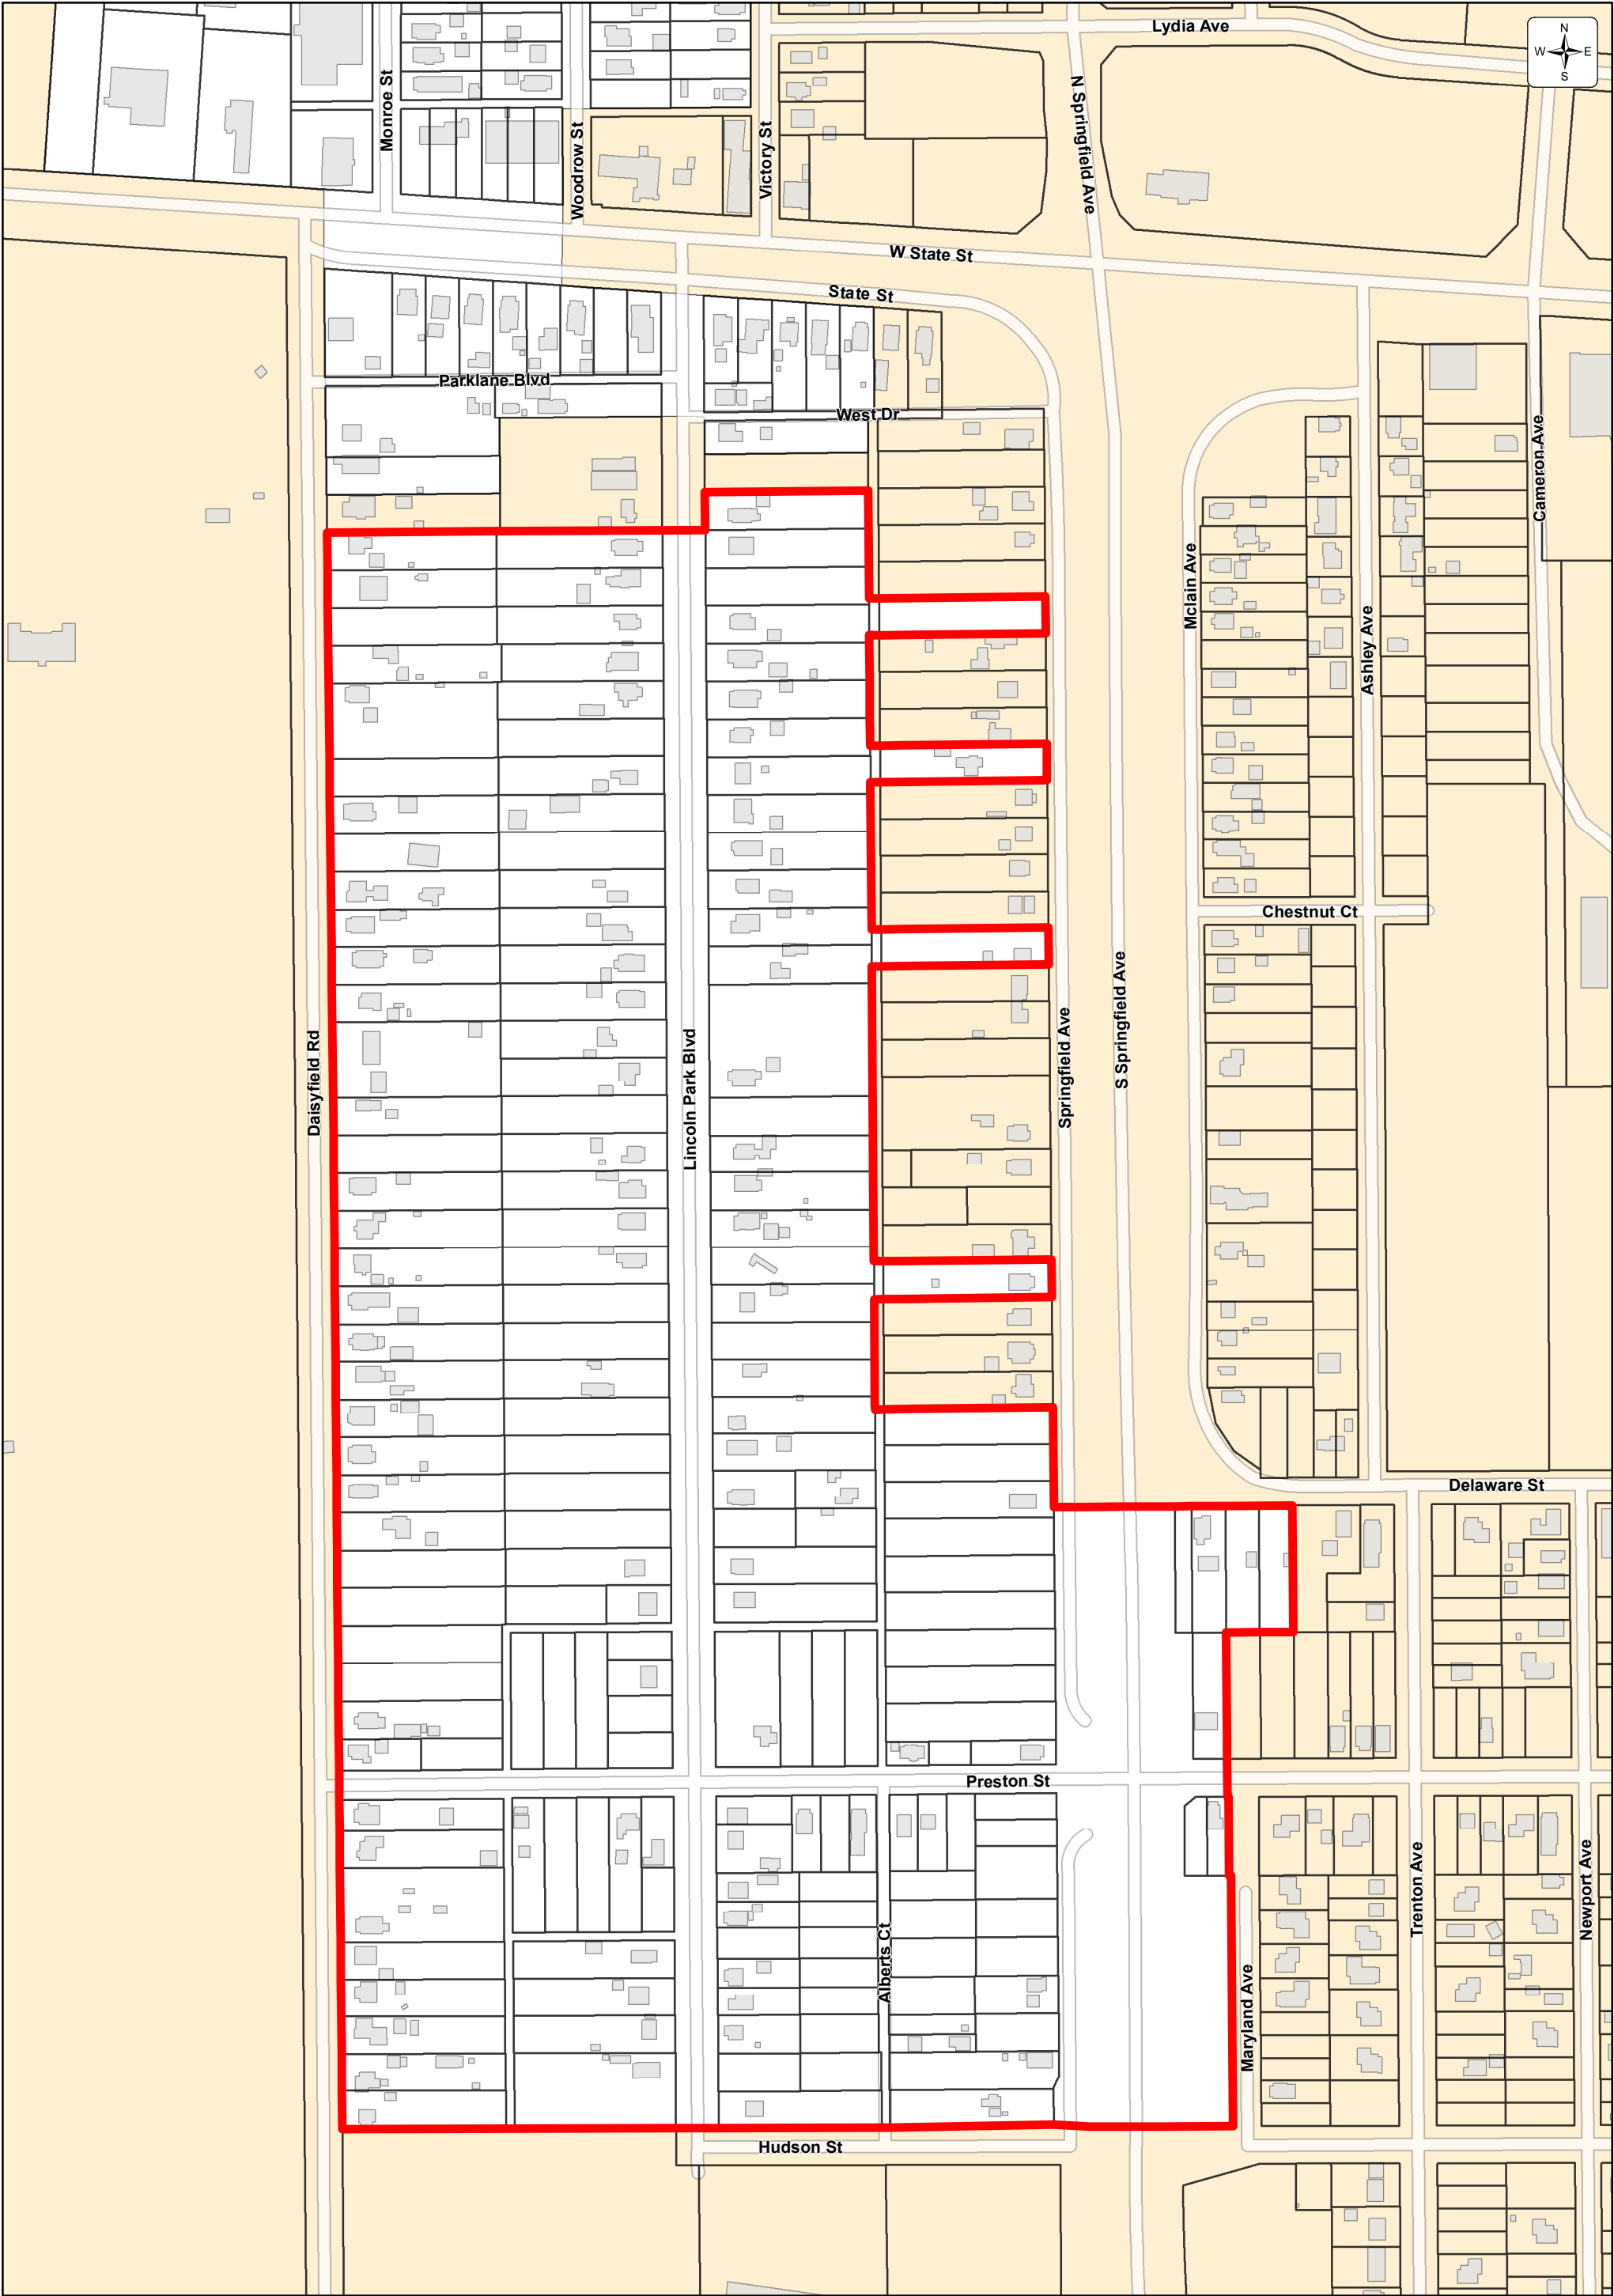 Lydia Ave
N
W E
S
Monroe St
Woodrow St
Victory St
N Springfield Ave
W State St
State St
Parklane Blvd
West Dr
Cameron Ave
Mclain Ave
Ashley Ave
Chestnut Ct
Daisyfield Rd
Lincoln Park Blvd
Springfield Ave
S Springfield Ave
Delaware St
Preston St
Alberts Ct
Maryland Ave
Trenton Ave
Newport Ave
Hudson St